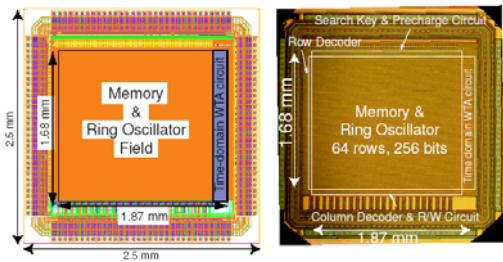 Memory
&
Ring Oscillator
Field
Time-domain WTA circuit
1.68 mm
2.5 mm
1.87 mm
2.5 mm
Search Key & Precharge Circuit
Row Decoder
Memory &
Ring Oscillator
64 rows, 256 bits
Time domain WTA circuit
1.68 mm
Column Decoder & R/W Circuit
1.87 mm